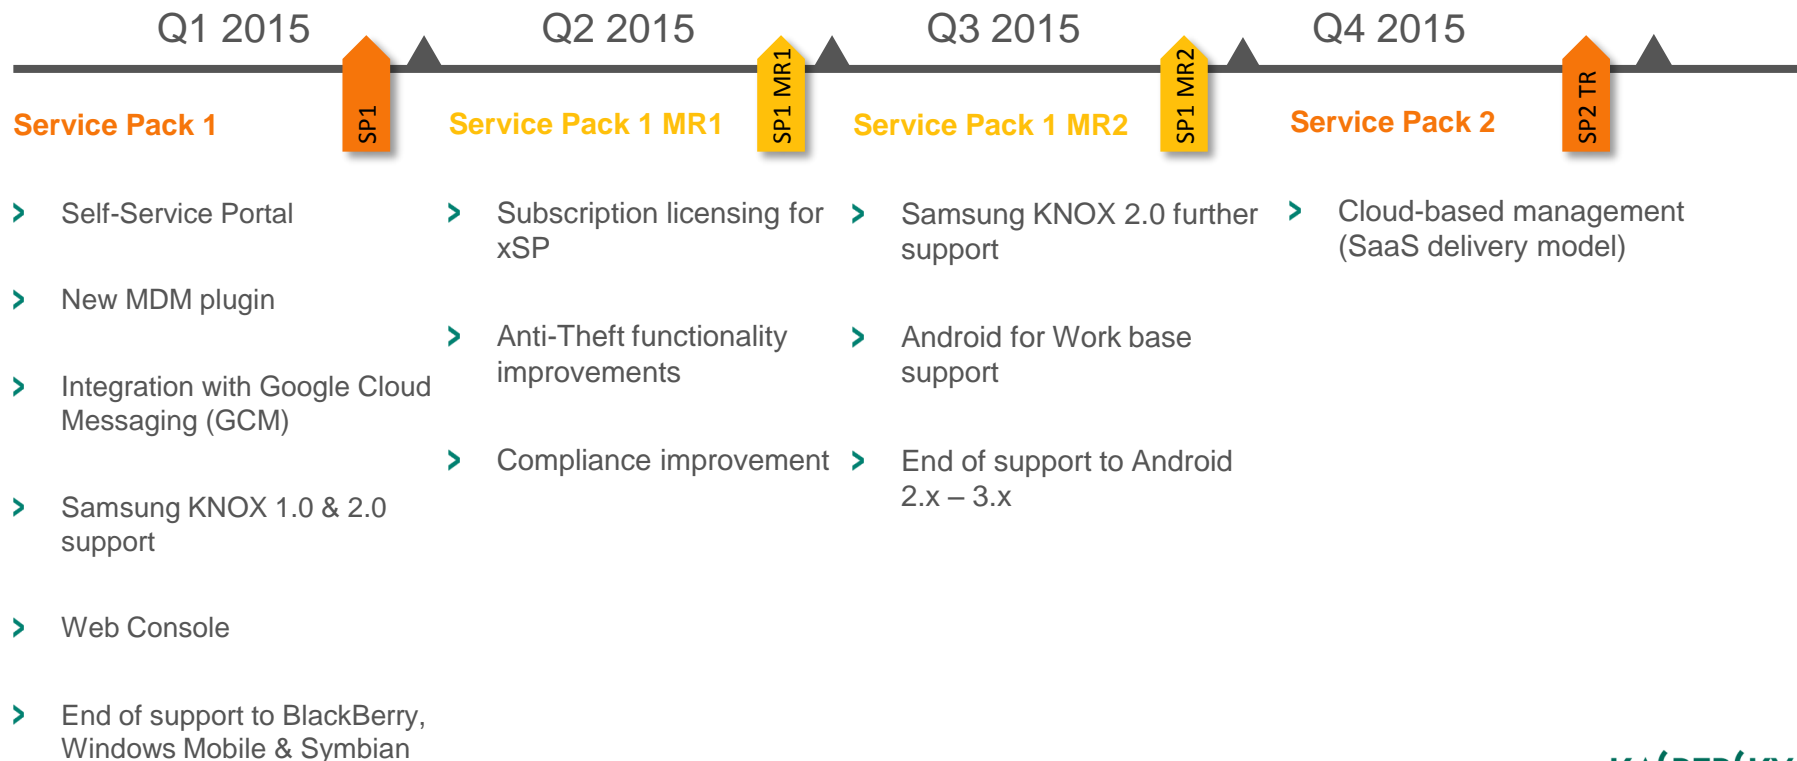 Q1 2015
Q2 2015
Q3 2015
Q4 2015
Service Pack 1
SP1
Service Pack 1 MR1
SP1 MR1
Service Pack 1 MR2
SP1 MR2
Service Pack 2
SP2 TR
Self-Service Portal
New MDM plugin
Integration with Google Cloud
Messaging (GCM)
Samsung KNOX 1.0 & 2.0
support
Web Console
End of support to BlackBerry,
Windows Mobile & Symbian
Subscription licensing for
xSP
Anti-Theft functionality
improvements
Compliance improvement
Samsung KNOX 2.0 further
support
Android for Work base
support
End of support to Android
2.x – 3.x
Cloud-based management
(SaaS delivery model)